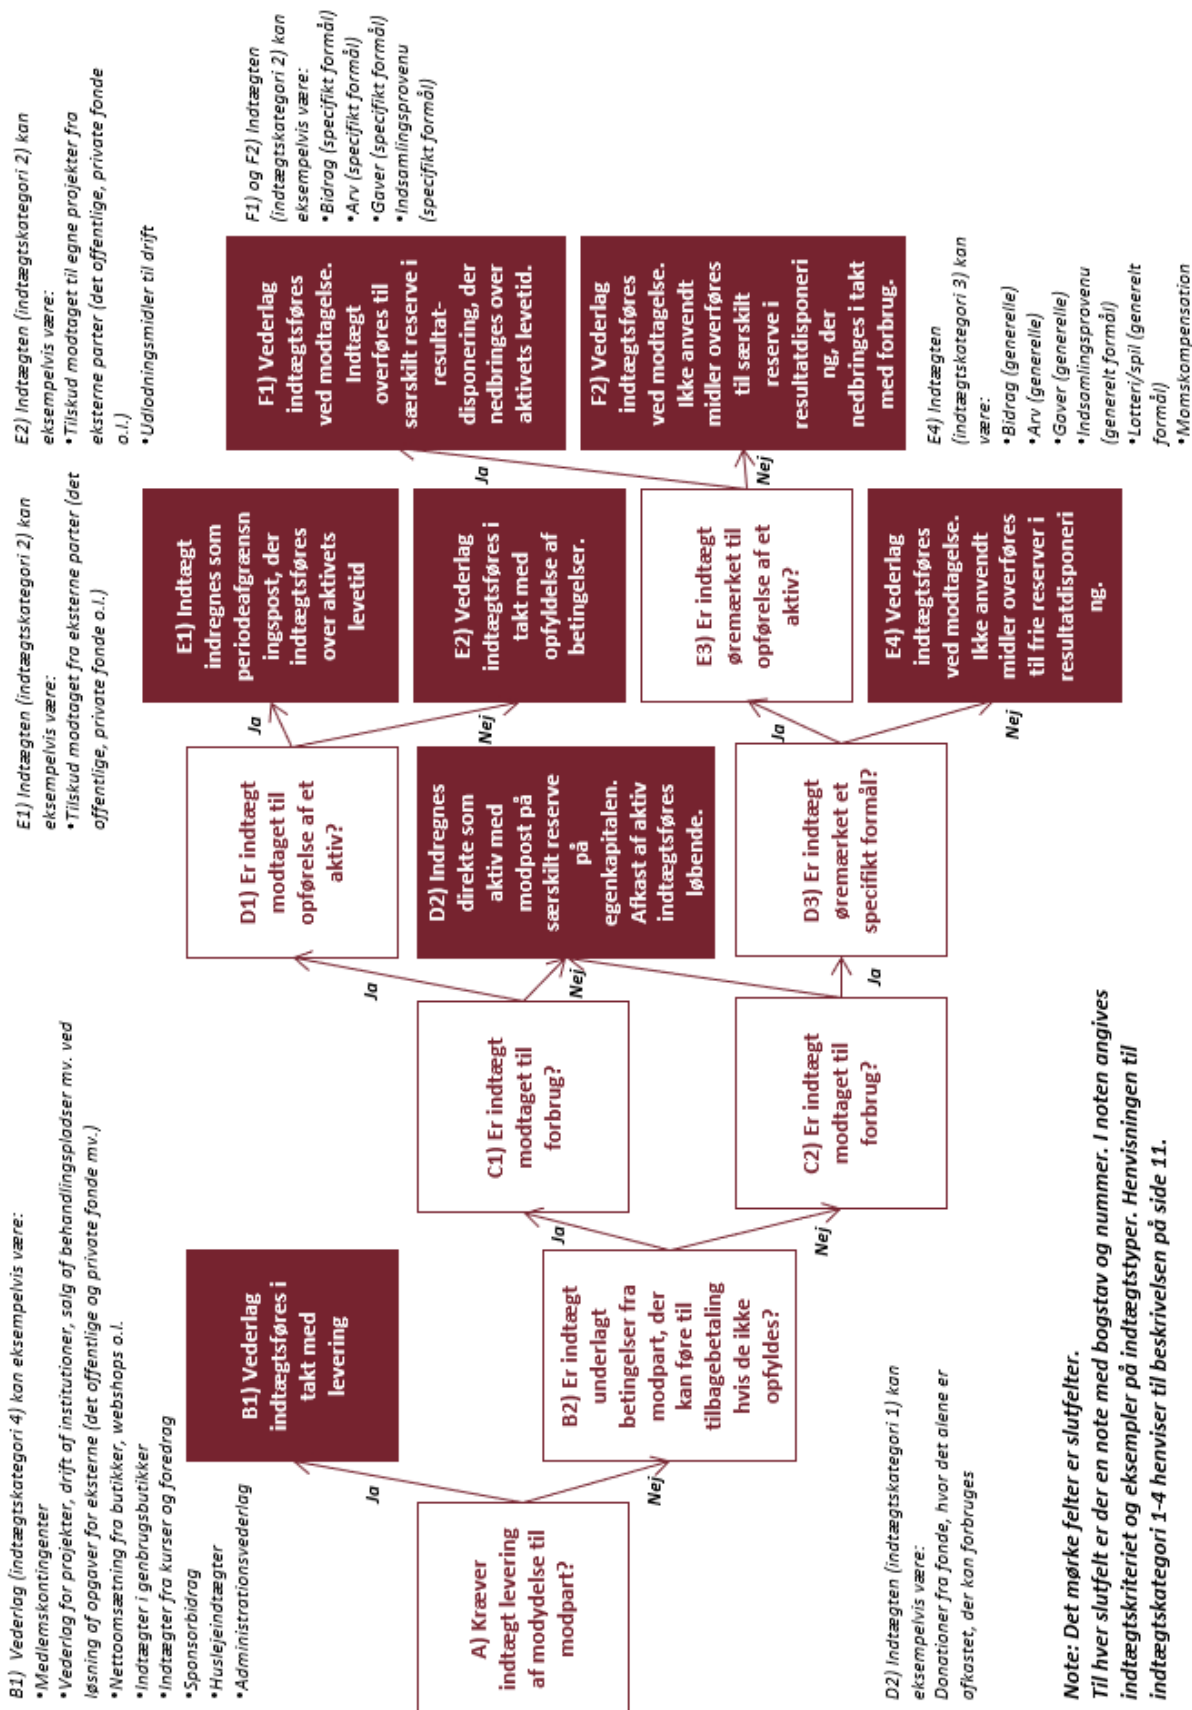 B1) Vederlag (indtægtskategori 4) kan eksempelvis være:
•Medlemskontingenter
•Vederlag for projekter, drift af institutioner, salg af behandlingspladser mv. ved
løsning af opgaver for eksterne (det offentlige og private fonde mv.)
•Nettoomsætning fra butikker, webshops o.l.
•Indtægter i genbrugsbutikker
•Indtægter fra kurser og foredrag
•Sponsorbidrag
•Huslejeindtægter
•Administrationsvederlag
E1) Indtægten (indtægtskategori 2) kan
eksempelvis være:
•Tilskud modtaget fra eksterne parter (det
offentlige, private fonde o.l.)
E2) Indtægten (indtægtskategori 2) kan
eksempelvis være:
•Tilskud modtaget til egne projekter fra
eksterne parter (det offentlige, private fonde
o.l.)
•Udlodningsmidler til drift
F1) og F2) Indtægten
(indtægtskategori 2) kan
eksempelvis være:
•Bidrag (specifikt formål)
•Arv (specifikt formål)
•Gaver (specifikt formål)
•Indsamlingsprovenu
(specifikt formål)
A) Kræver
indtægt levering
af modydelse til
modpart?
Ja
Nej
B1) Vederlag
indtægtsføres i
takt med
levering
B2) Er indtægt
underlagt
betingelser fra
modpart, der
kan føre til
tilbagebetaling
hvis de ikke
opfyldes?
Ja
Nej
C1) Er indtægt
modtaget til
forbrug?
C2) Er indtægt
modtaget til
forbrug?
Ja
Nej
Ja
D1) Er indtægt
modtaget til
opførelse af et
aktiv?
D2) Indregnes
direkte som
aktiv med
modpost på
særskilt reserve
på
egenkapitalen.
Afkast af aktiv
indtægtsføres
løbende.
D3) Er indtægt
øremærket et
specifikt formål?
Ja
Nej
Ja
Nej
E1) Indtægt
indregnes som
periodeafgrænsn
ingspost, der
indtægtsføres
over aktivets
levetid
E2) Vederlag
indtægtsføres i
takt med
opfyldelse af
betingelser.
E3) Er indtægt
øremærket til
opførelse af et
aktiv?
E4) Vederlag
indtægtsføres
ved modtagelse.
Ikke anvendt
midler overføres
til frie reserver i
resultatdisponeri
ng.
Ja
Nej
F1) Vederlag
indtægtsføres
ved modtagelse.
Indtægt
overføres til
særskilt reserve i
resultat-
disponering, der
nedbringes over
aktivets levetid.
F2) Vederlag
indtægtsføres
ved modtagelse.
Ikke anvendt
midler overføres
til særskilt
reserve i
resultatdisponeri
ng, der
nedbringes i takt
med forbrug.
D2) Indtægten (indtægtskategori 1) kan
eksempelvis være:
Donationer fra fonde, hvor det alene er
afkastet, der kan forbruges
E4) Indtægten
(indtægtskategori 3) kan
være:
•Bidrag (generelle)
•Arv (generelle)
•Gaver (generelle)
•Indsamlingsprovenu
(generelt formål)
•Lotteri/spil (generelt
formål)
•Momskompensation
Note: Det mørke felter er slutfelter.
Til hver slutfelt er der en note med bogstav og nummer. I noten angives
indtægtskriteriet og eksempler på indtægtstyper. Henvisningen til
indtægtskategori 1-4 henviser til beskrivelsen på side 11.